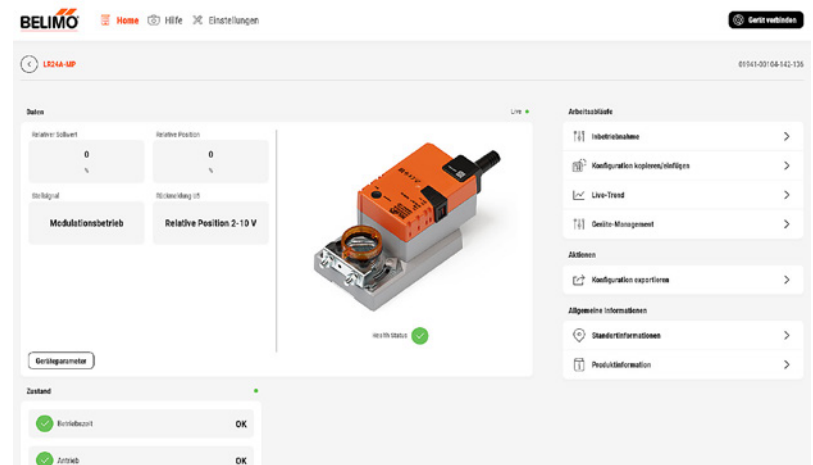 BELIMO
Home Hilfe Einstellungen
Gerät verbinden
LR24A-MP
01941-00104-142-136
Daten
Live
Relativer Sollwert
Relative Position
0
%
0
%
Stellsignal
Rückmeldung U5
Modulationsbetrieb
Relative Position 2-10 V
BELIMO
Health Status
Geräteparameter
Zustand
Betriebszeit OK
Antrieb OK
Arbeitsabläufe
Inbetriebnahme
Konfiguration kopieren/einfügen
Live-Trend
Geräte-Management
Aktionen
Konfiguration exportieren
Allgemeine Informationen
Standortinformationen
Produktinformation